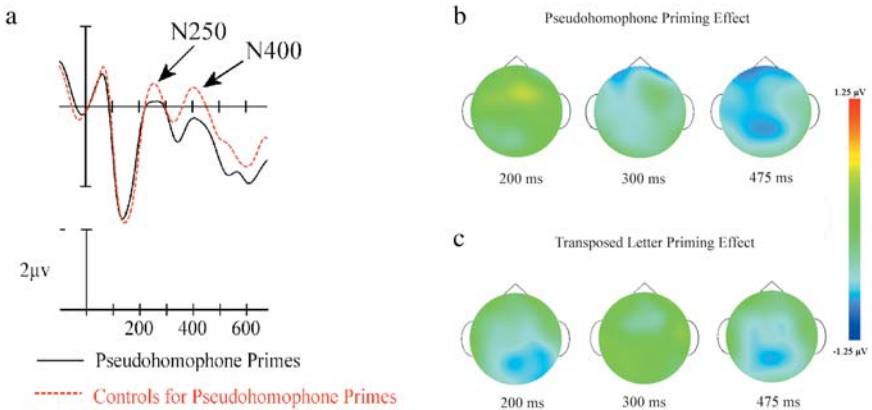 a
N250
N400
2μv
200 400 600
Pseudohomophone Primes
Controls for Pseudohomophone Primes
b
Pseudohomophone Priming Effect
200 ms 300 ms 475 ms
c
Transposed Letter Priming Effect
200 ms 300 ms 475 ms
1.25 μV
-1.25 μV